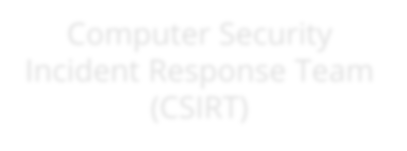 Computer Security
Incident Response Team
(CSIRT)